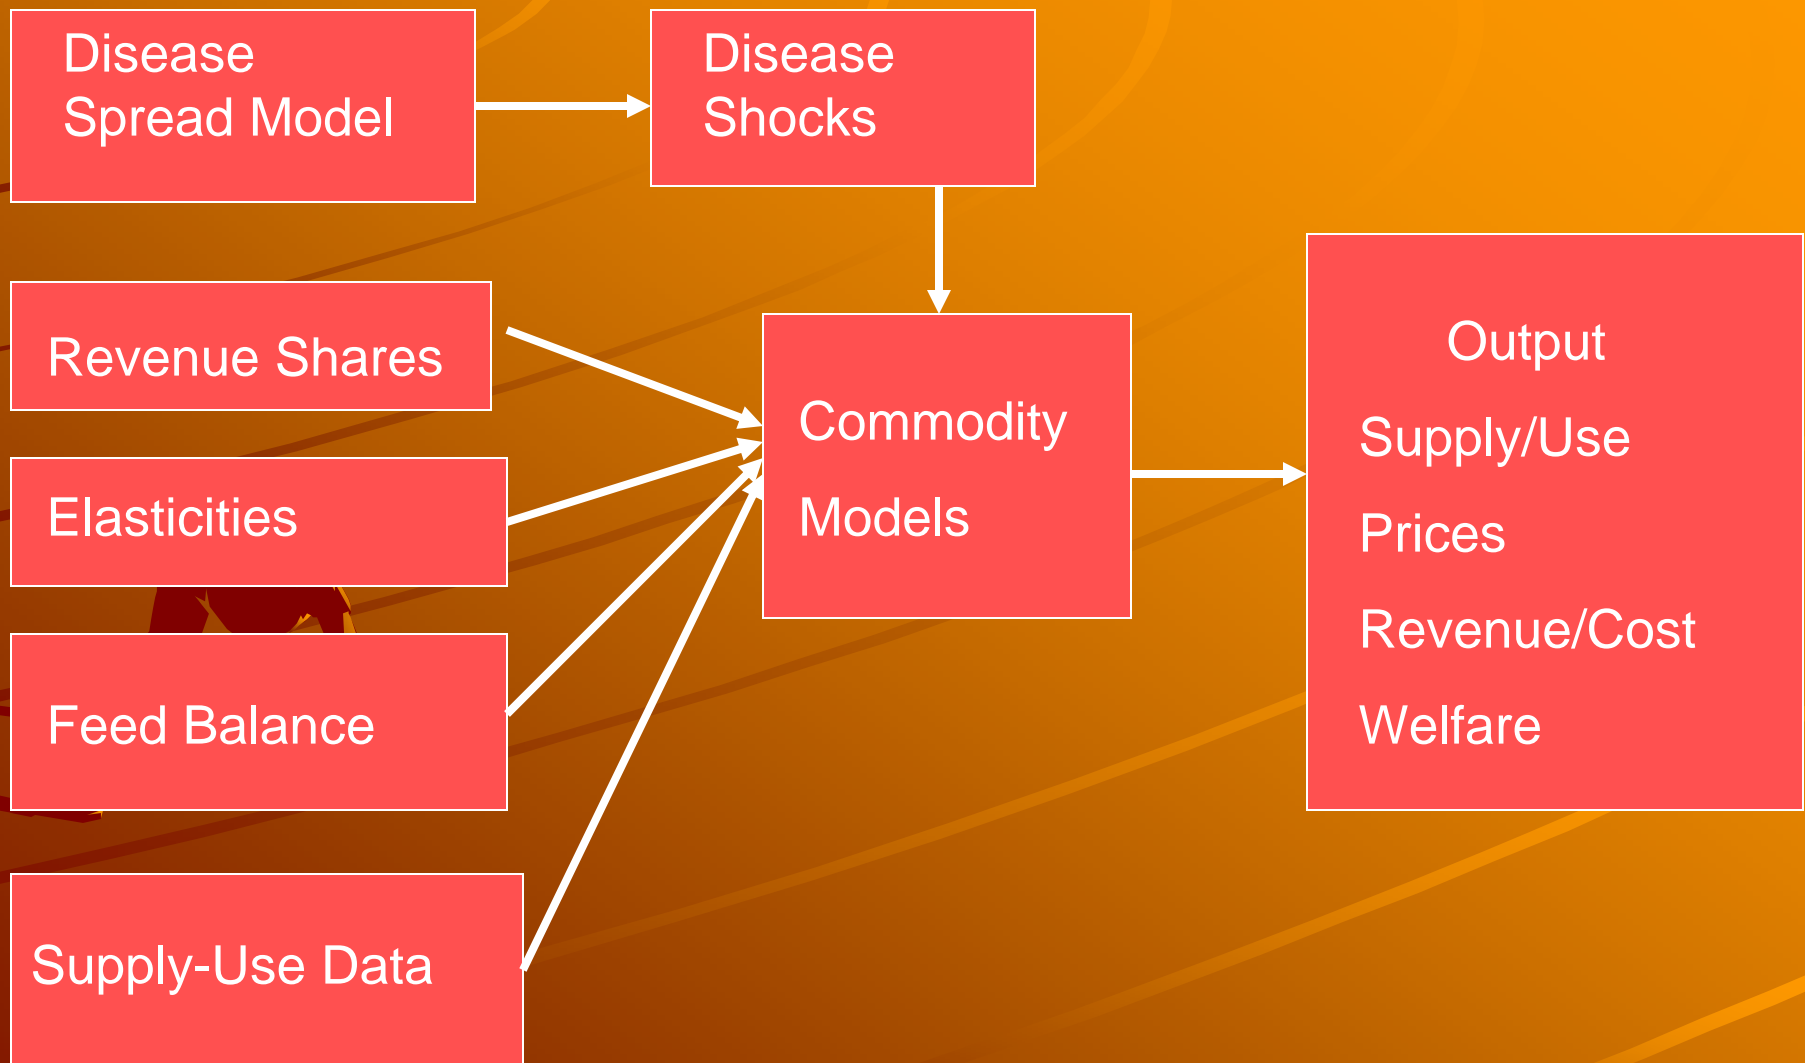 Disease
Spread Model
Disease
Shocks
Revenue Shares
Elasticities
Feed Balance
Supply-Use Data
Commodity
Models
Output
Supply/Use
Prices
Revenue/Cost
Welfare